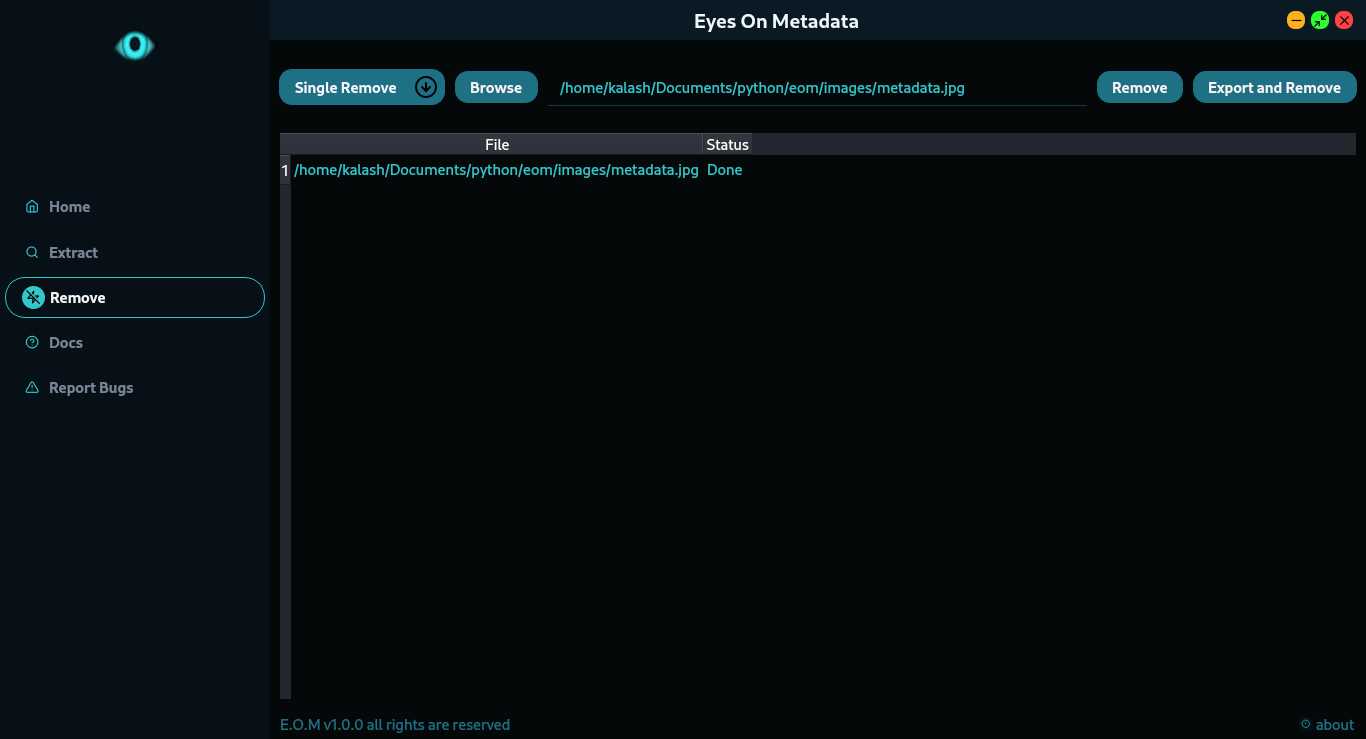 Eyes On Metadata
Single Remove
Browse
/home/kalash/Documents/python/eom/images/metadata.jpg
Remove
Export and Remove
File
Status
1
/home/kalash/Documents/python/eom/images/metadata.jpg
Done
Home
Extract
Remove
Docs
Report Bugs
E.O.M v1.0.0 all rights are reserved
about